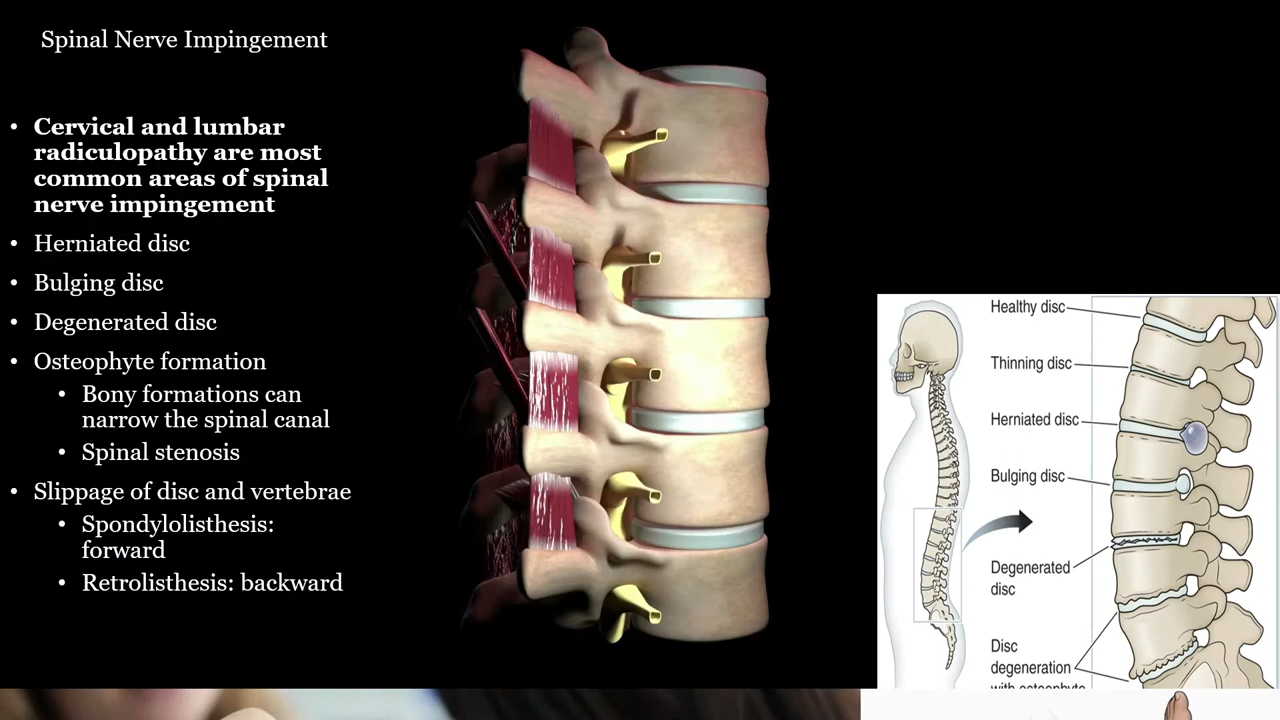 Spinal Nerve Impingement
• Cervical and lumbar
radiculopathy are most
common areas of spinal
nerve impingement
• Herniated disc
• Bulging disc
• Degenerated disc
• Osteophyte formation
• Bony formations can
narrow the spinal canal
• Spinal stenosis
• Slippage of disc and vertebrae
• Spondylolisthesis:
forward
• Retrolisthesis: backward
Healthy disc
Thinning disc
Herniated disc
Bulging disc
Degenerated
disc
Disc
degeneration
with osteophyte